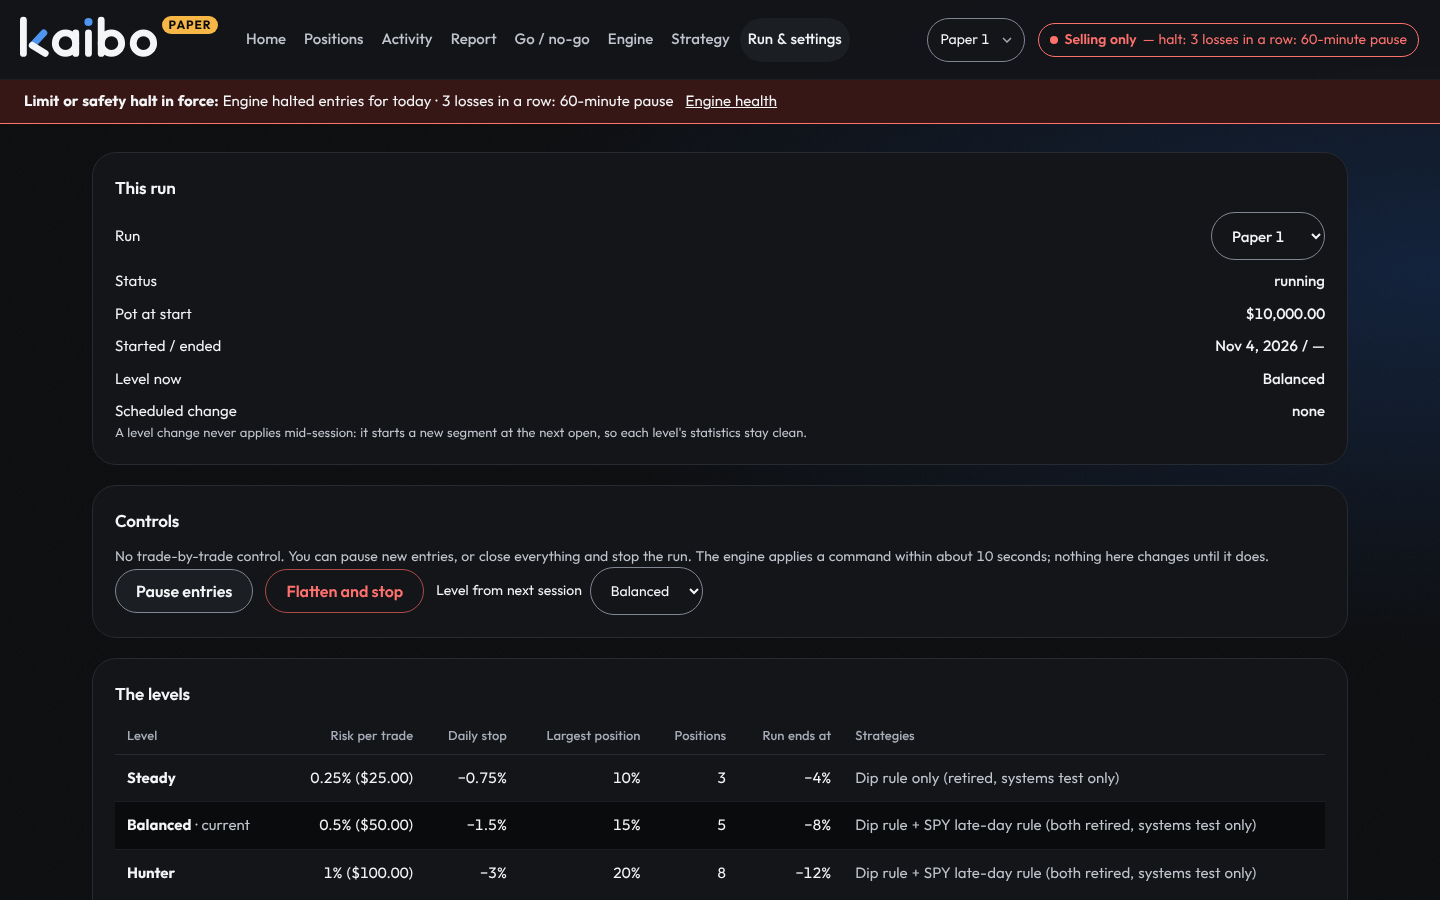 kaibo PAPER Home Positions Activity Report Go / no-go Engine Strategy Run & settings Paper 1 Selling only — halt: 3 losses in a row: 60-minute pause
Limit or safety halt in force: Engine halted entries for today · 3 losses in a row: 60-minute pause Engine health
This run
Run Paper 1
Status running
Pot at start $10,000.00
Started / ended Nov 4, 2026 / —
Level now Balanced
Scheduled change none
A level change never applies mid-session: it starts a new segment at the next open, so each level's statistics stay clean.
Controls
No trade-by-trade control. You can pause new entries, or close everything and stop the run. The engine applies a command within about 10 seconds; nothing here changes until it does.
Pause entries Flatten and stop Level from next session Balanced
The levels
Level Risk per trade Daily stop Largest position Positions Run ends at Strategies
Steady 0.25% ($25.00) −0.75% 10% 3 −4% Dip rule only (retired, systems test only)
Balanced · current 0.5% ($50.00) −1.5% 15% 5 −8% Dip rule + SPY late-day rule (both retired, systems test only)
Hunter 1% ($100.00) −3% 20% 8 −12% Dip rule + SPY late-day rule (both retired, systems test only)